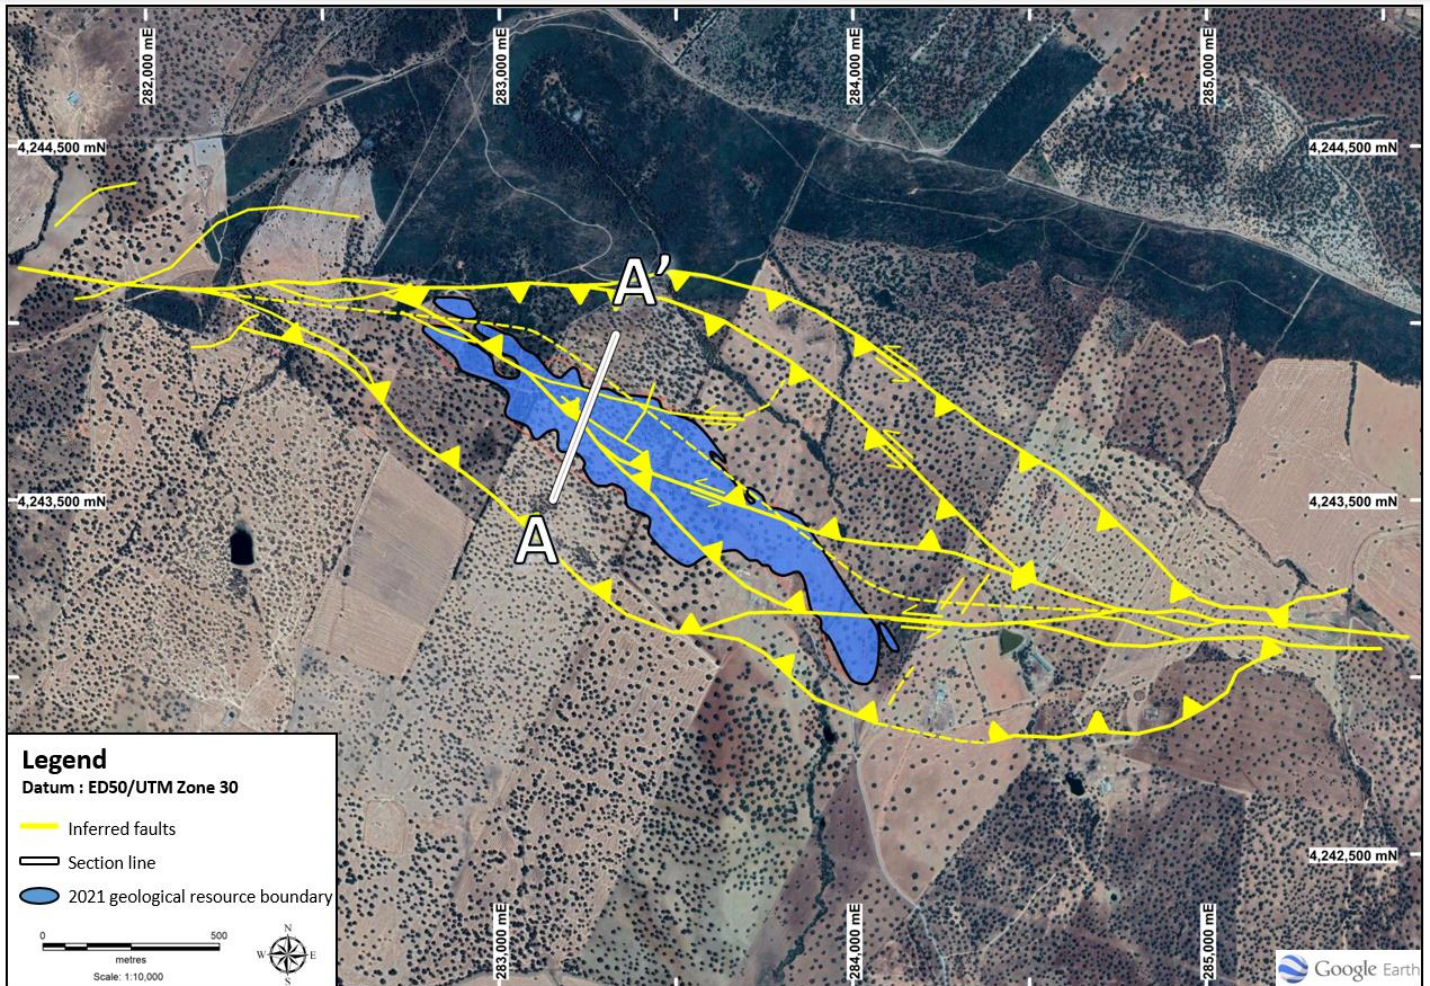 282,000 mE
283,000 mE
284,000 mE
285,000 mE
4,244,500 mN
4,244,500 mN
A’
4,243,500 mN
4,243,500 mN
A
4,242,500 mN
Legend
Datum : ED50/UTM Zone 30
Inferred faults
Section line
2021 geological resource boundary
0 500
metres
Scale: 1:10,000
N
W E
S
283,000 mE
284,000 mE
285,000 mE
Google Earth